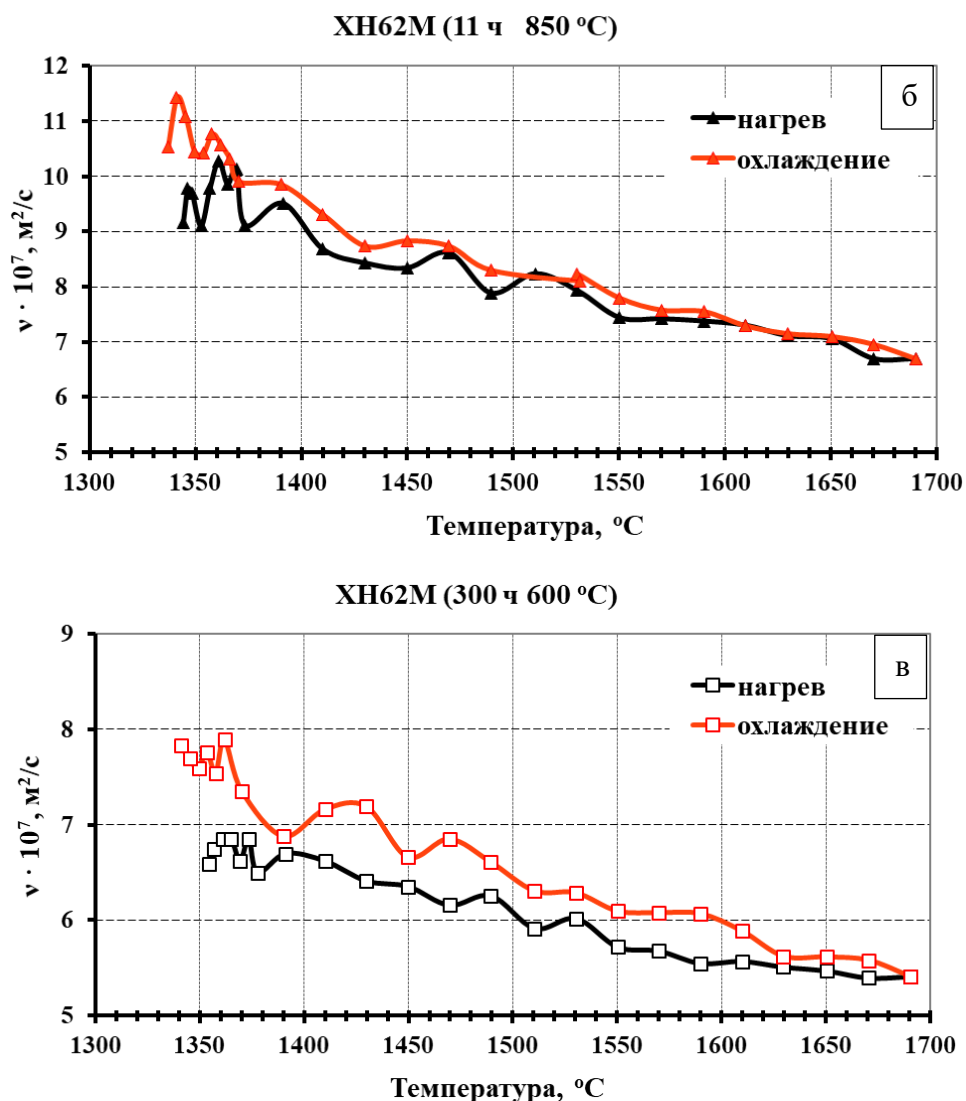 ХН62М (11 ч 850 °С)
б
нагрев
охлаждение
12
11
10
9
8
7
6
5
ν · 10⁷, м²/с
1300 1350 1400 1450 1500 1550 1600 1650 1700
Температура, °С
ХН62М (300 ч 600 °С)
в
нагрев
охлаждение
9
8
7
6
5
ν · 10⁷, м²/с
1300 1350 1400 1450 1500 1550 1600 1650 1700
Температура, °С